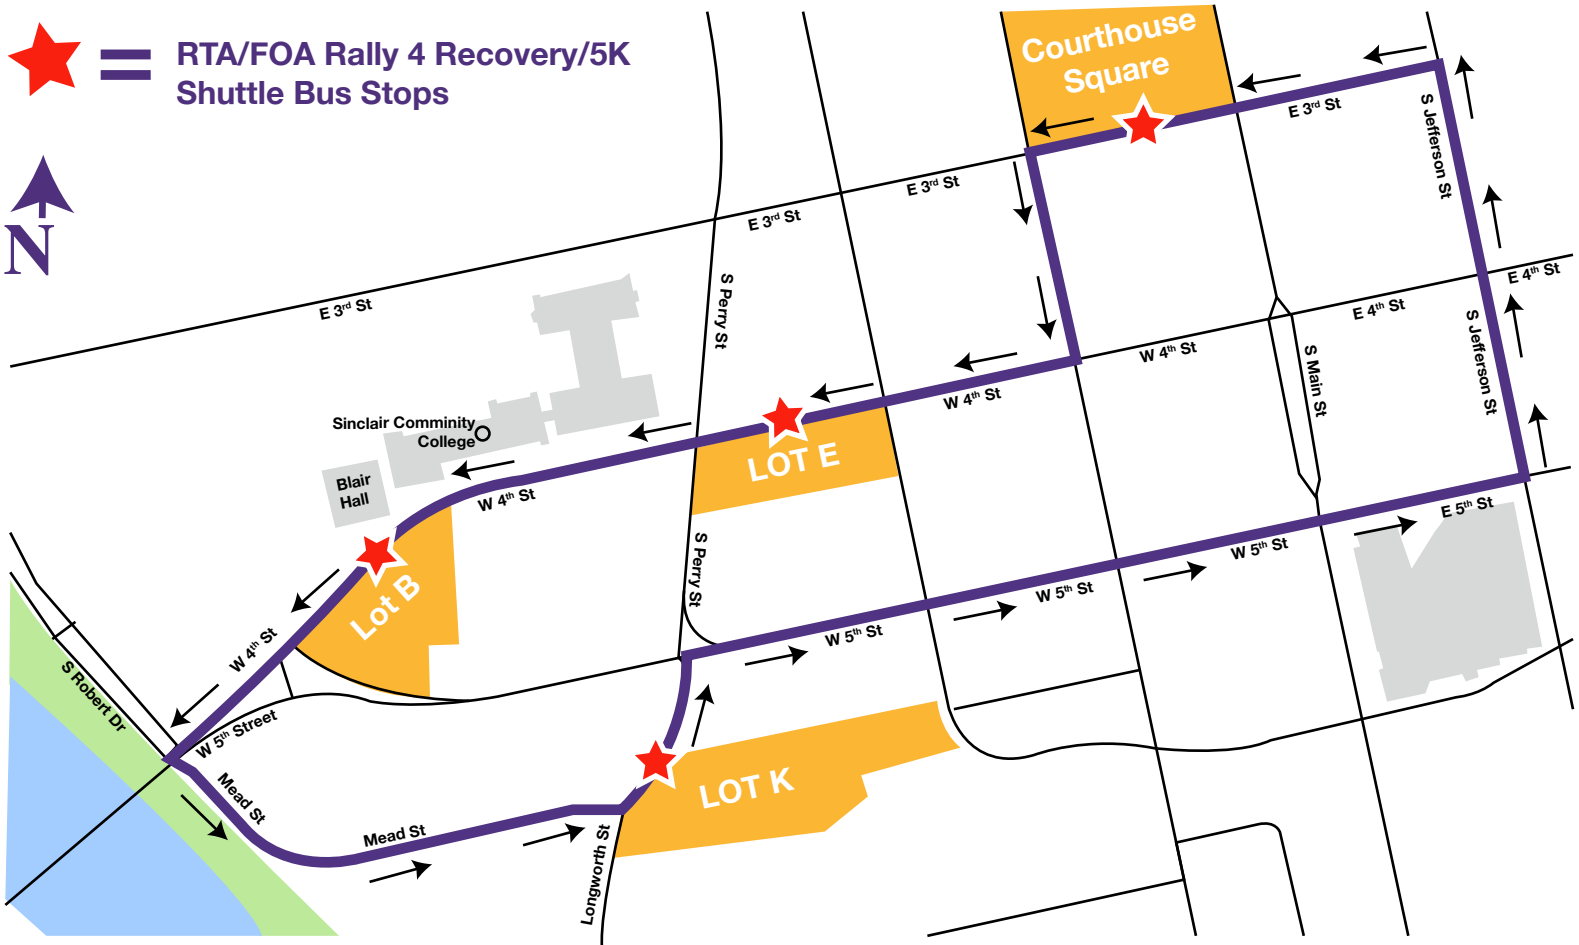 RTA/FOA Rally 4 Recovery/5K
Shuttle Bus Stops
N
Courthouse
Square
E 3rd St
S Jefferson St
E 3rd St
E 3rd St
E 3rd St
S Perry St
E 4th St
E 4th St
S Jefferson St
W 4th St
S Main St
W 4th St
Sinclair Comminity
College
LOT E
Blair
Hall
W 4th St
E 5th St
W 5th St
S Perry St
W 5th St
Lot B
W 5th St
W 4th St
S Robert Dr
W 5th Street
Mead St
LOT K
Mead St
Longworth St